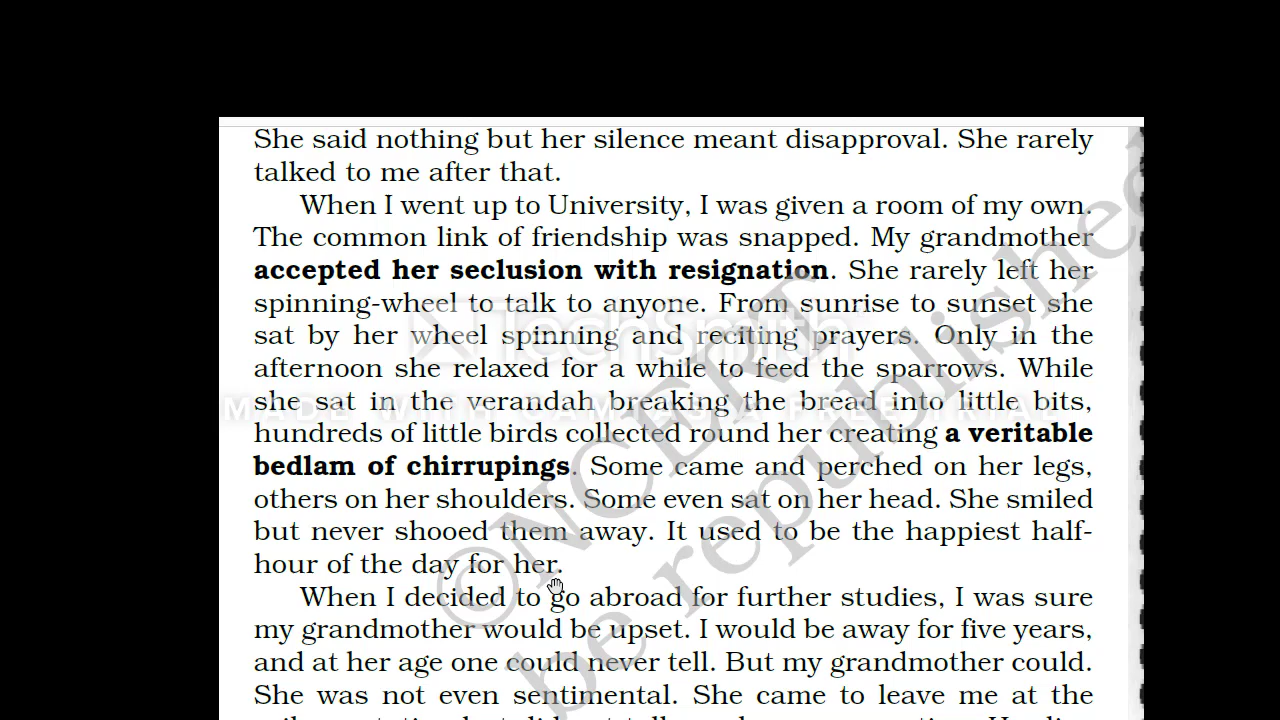 She said nothing but her silence meant disapproval. She rarely
talked to me after that.
When I went up to University, I was given a room of my own.
The common link of friendship was snapped. My grandmother
accepted her seclusion with resignation. She rarely left her
spinning-wheel to talk to anyone. From sunrise to sunset she
sat by her wheel spinning and reciting prayers. Only in the
afternoon she relaxed for a while to feed the sparrows. While
she sat in the verandah breaking the bread into little bits,
hundreds of little birds collected round her creating a veritable
bedlam of chirrupings. Some came and perched on her legs,
others on her shoulders. Some even sat on her head. She smiled
but never shooed them away. It used to be the happiest half-
hour of the day for her.
When I decided to go abroad for further studies, I was sure
my grandmother would be upset. I would be away for five years,
and at her age one could never tell. But my grandmother could.
She was not even sentimental. She came to leave me at the
©NCERT
be republished
TechSmith
MADE WITH CAMTASIA FREE TRIAL